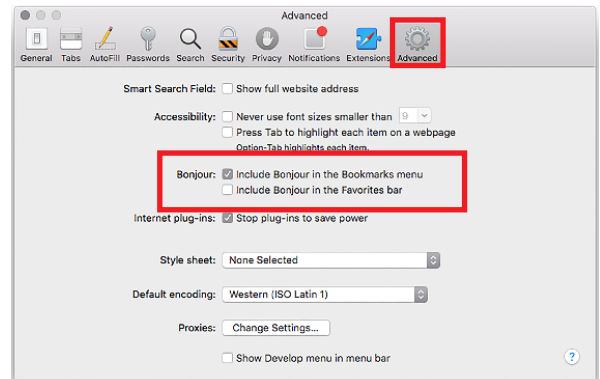 Advanced
General Tabs AutoFill Passwords Search Security Privacy Notifications Extensions Advanced
Smart Search Field: Show full website address
Accessibility: Never use font sizes smaller than 9
Press Tab to highlight each item on a webpage
Option-Tab highlights each item.
Bonjour: Include Bonjour in the Bookmarks menu
Include Bonjour in the Favorites bar
Internet plug-ins: Stop plug-ins to save power
Style sheet: None Selected
Default encoding: Western (ISO Latin 1)
Proxies: Change Settings...
Show Develop menu in menu bar
?